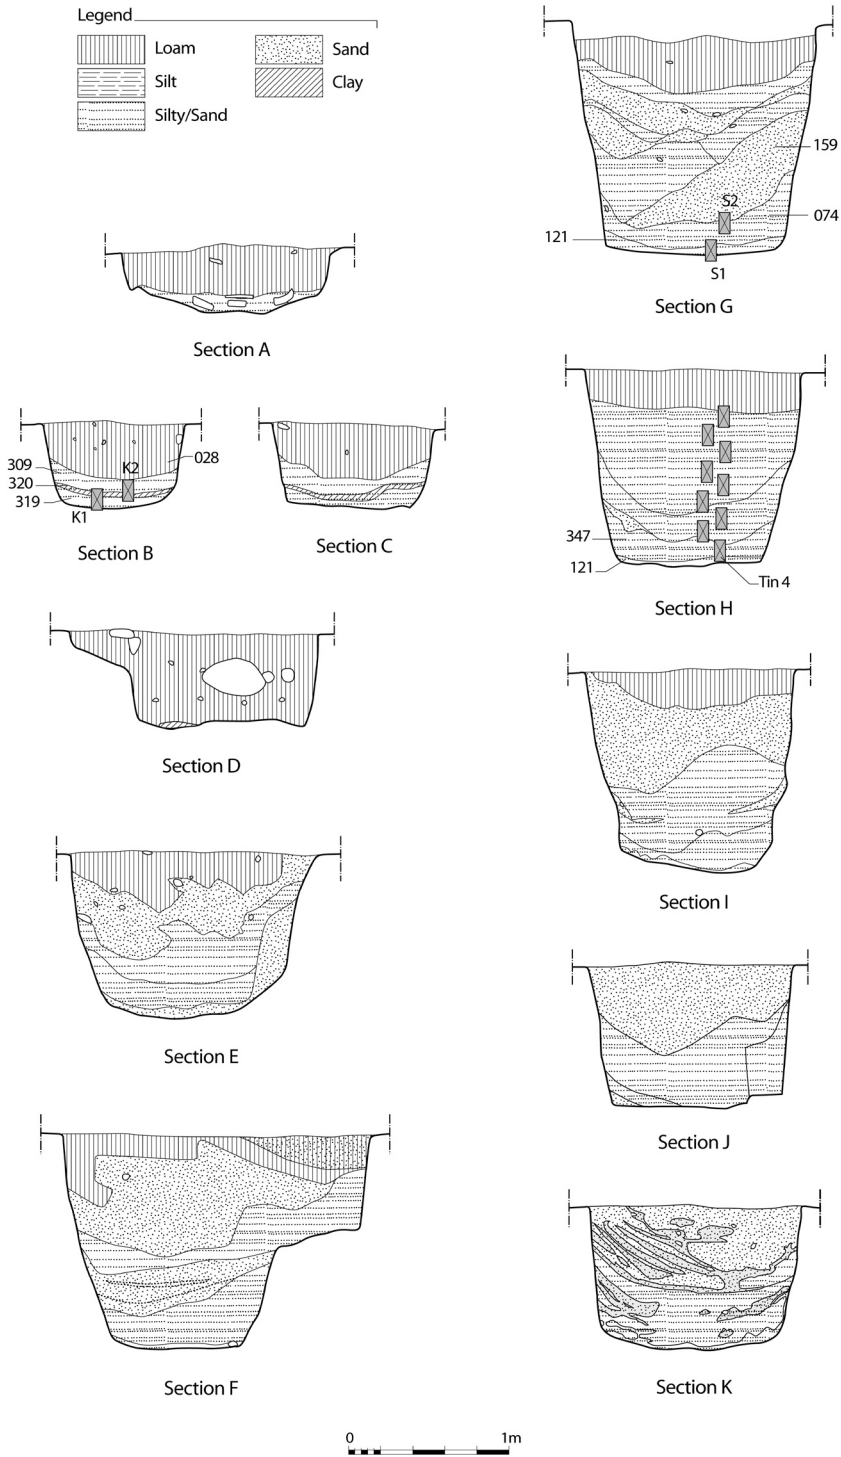 Legend
Loam
Sand
Silt
Clay
Silty/Sand
159
S2
074
121
S1
Section G
Section A
309
K2
028
320
319
K1
Section B
Section C
347
121
Tin 4
Section H
Section D
Section I
Section E
Section J
Section F
Section K
0
1m